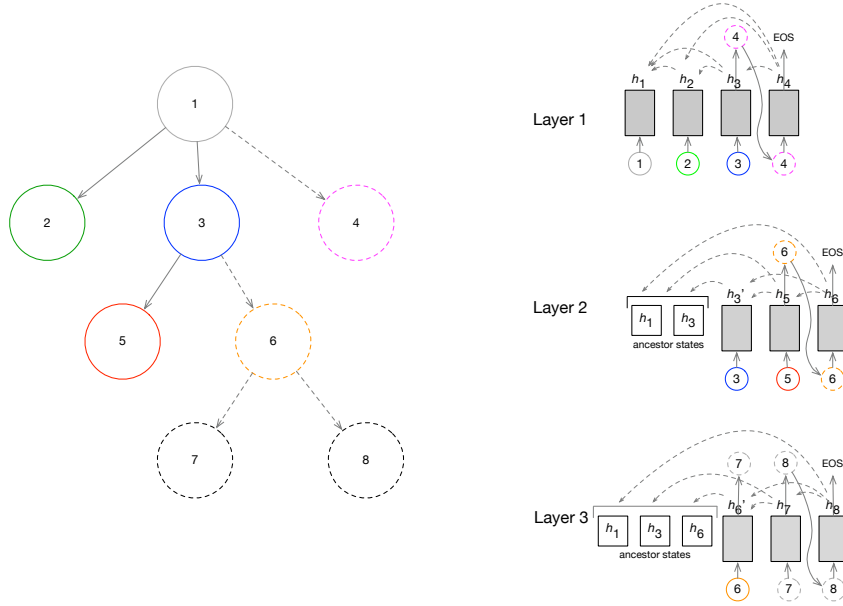 1
2 3 4
5 6
7 8
4 EOS
h1 h2 h3 h4
Layer 1
1 2 3 4
6 EOS
h3' h5 h6
Layer 2
h1 h3
ancestor states
3 5 6
7 8 EOS
h6' h7 h8
Layer 3
h1 h3 h6
ancestor states
6 7 8